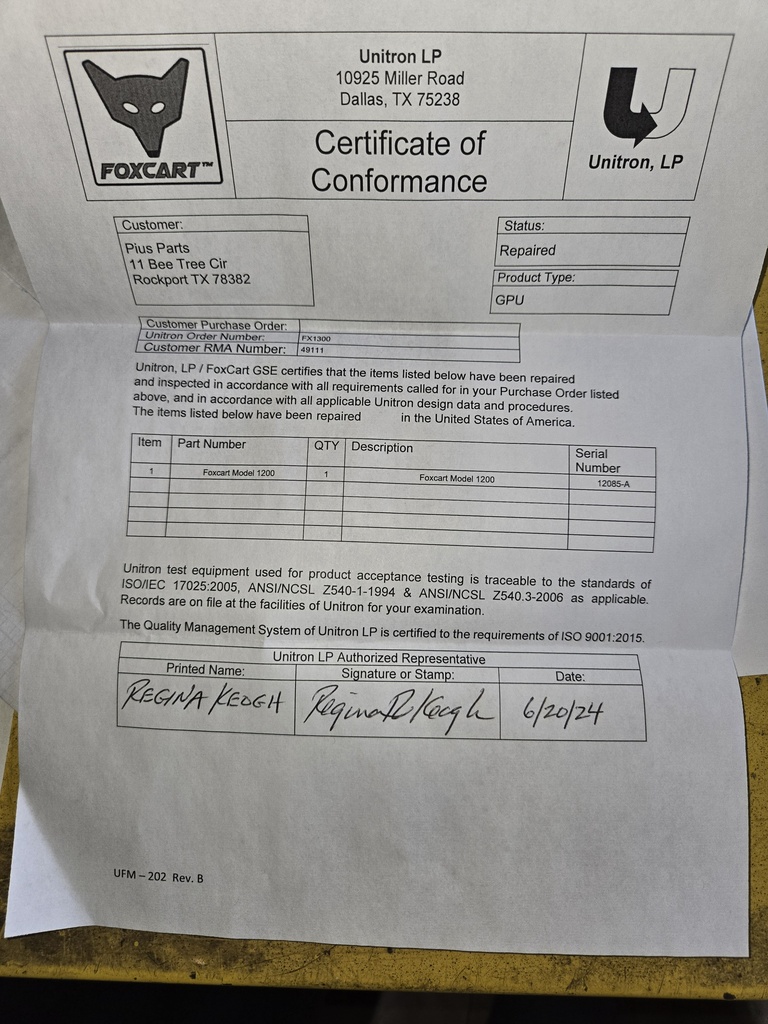 FOXCART™
Unitron LP
10925 Miller Road
Dallas, TX 75238
Certificate of
Conformance
Unitron, LP
Customer:
Pius Parts
11 Bee Tree Cir
Rockport TX 78382
Status:
Repaired
Product Type:
GPU
Customer Purchase Order:
Unitron Order Number: FX1300
Customer RMA Number: 49111
Unitron, LP / FoxCart GSE certifies that the items listed below have been repaired
and inspected in accordance with all requirements called for in your Purchase Order listed
above, and in accordance with all applicable Unitron design data and procedures.
The items listed below have been repaired in the United States of America.
Item Part Number QTY Description Serial Number
1 Foxcart Model 1200 1 Foxcart Model 1200 12085-A
Unitron test equipment used for product acceptance testing is traceable to the standards of
ISO/IEC 17025:2005, ANSI/NCSL Z540-1-1994 & ANSI/NCSL Z540.3-2006 as applicable.
Records are on file at the facilities of Unitron for your examination.
The Quality Management System of Unitron LP is certified to the requirements of ISO 9001:2015.
Unitron LP Authorized Representative
Printed Name: Signature or Stamp: Date:
REGINA KEOGH Regina R Keogh 6/20/24
UFM – 202 Rev. B